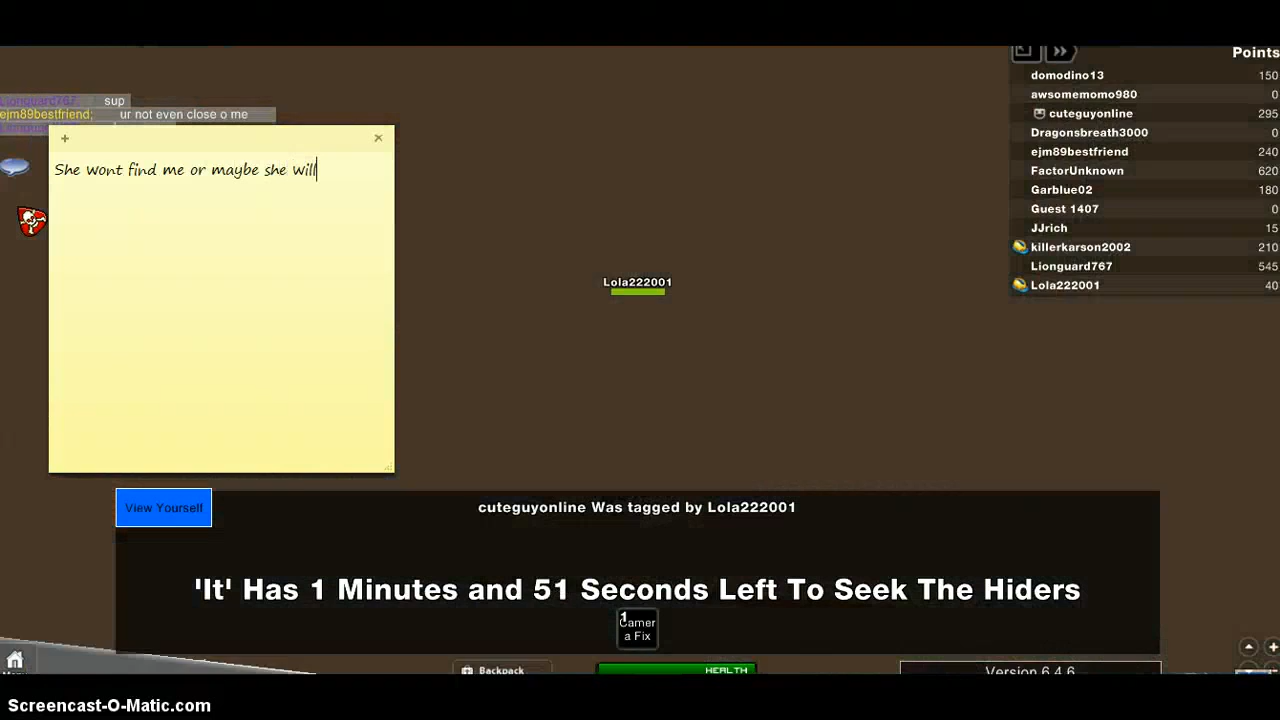 Points
domodino13 150
awsomemomo980 0
cuteguyonline 295
Dragonsbreath3000 0
ejm89bestfriend 240
FactorUnknown 620
Garblue02 180
Guest 1407 0
JJrich 15
killerkarson2002 210
Lionguard767 545
Lola222001 40
Lionguard767; sup
ejm89bestfriend; ur not even close o me
She wont find me or maybe she will
Lola222001
View Yourself
cuteguyonline Was tagged by Lola222001
'It' Has 1 Minutes and 51 Seconds Left To Seek The Hiders
1
Camer
a Fix
Backpack
HEALTH
Version 6.4.6
Screencast-O-Matic.com